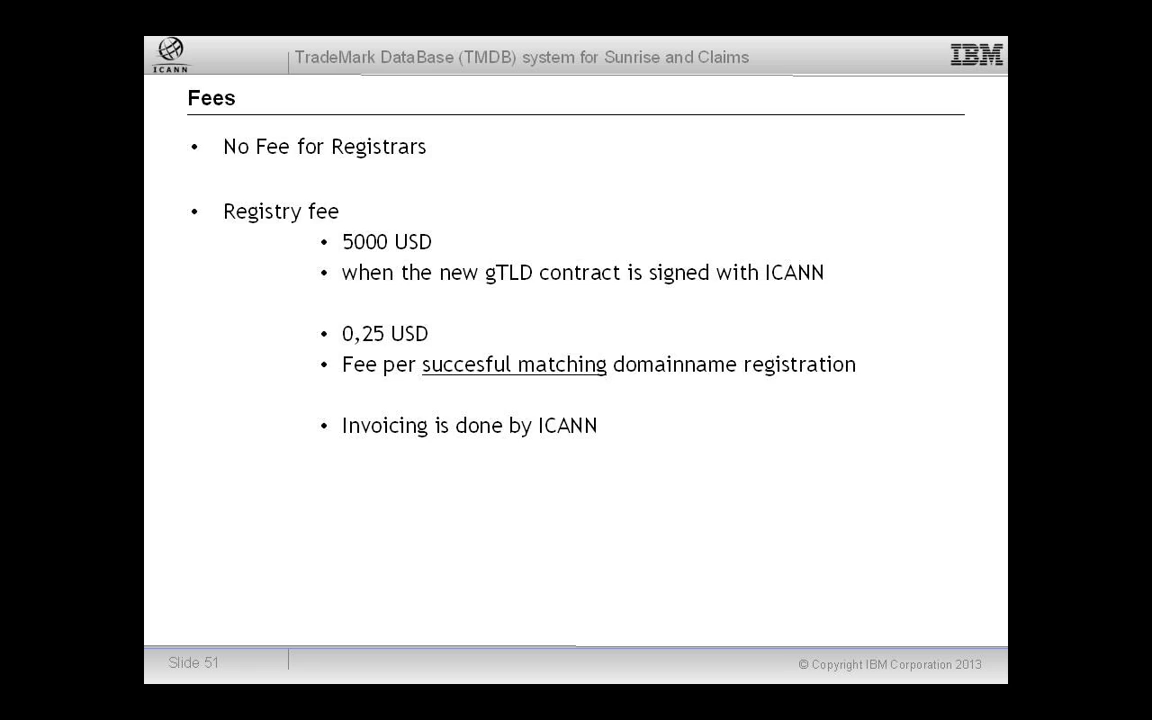 ICANN
TradeMark DataBase (TMDB) system for Sunrise and Claims
IBM
Fees
• No Fee for Registrars
• Registry fee
• 5000 USD
• when the new gTLD contract is signed with ICANN
• 0,25 USD
• Fee per succesful matching domainname registration
• Invoicing is done by ICANN
Slide 51
© Copyright IBM Corporation 2013